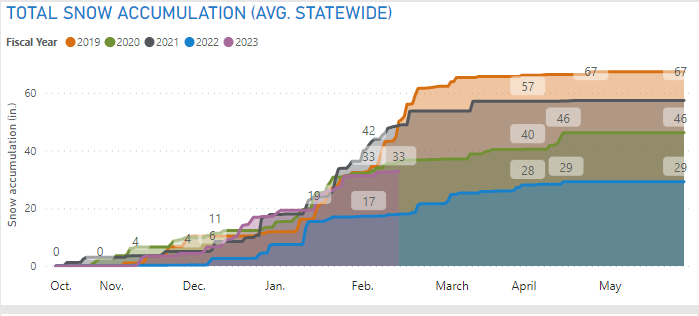 TOTAL SNOW ACCUMULATION (AVG. STATEWIDE)
Fiscal Year 2019 2020 2021 2022 2023
Snow accumulation (in.)
60
40
20
0
0 0 4 4 11 6 19 42 33 17 33 57 40 28 46 29 67 67 46 29
Oct. Nov. Dec. Jan. Feb. March April May